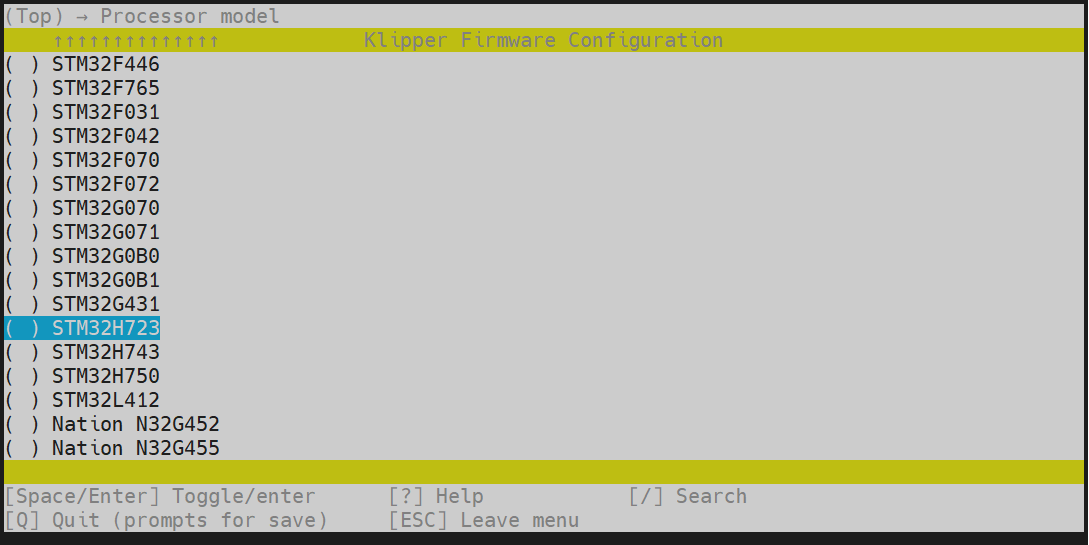 (Top) → Processor model
↑↑↑↑↑↑↑↑↑↑↑↑↑↑ Klipper Firmware Configuration
( ) STM32F446
( ) STM32F765
( ) STM32F031
( ) STM32F042
( ) STM32F070
( ) STM32F072
( ) STM32G070
( ) STM32G071
( ) STM32G0B0
( ) STM32G0B1
( ) STM32G431
( ) STM32H723
( ) STM32H743
( ) STM32H750
( ) STM32L412
( ) Nation N32G452
( ) Nation N32G455
[Space/Enter] Toggle/enter [?] Help [/] Search
[Q] Quit (prompts for save) [ESC] Leave menu